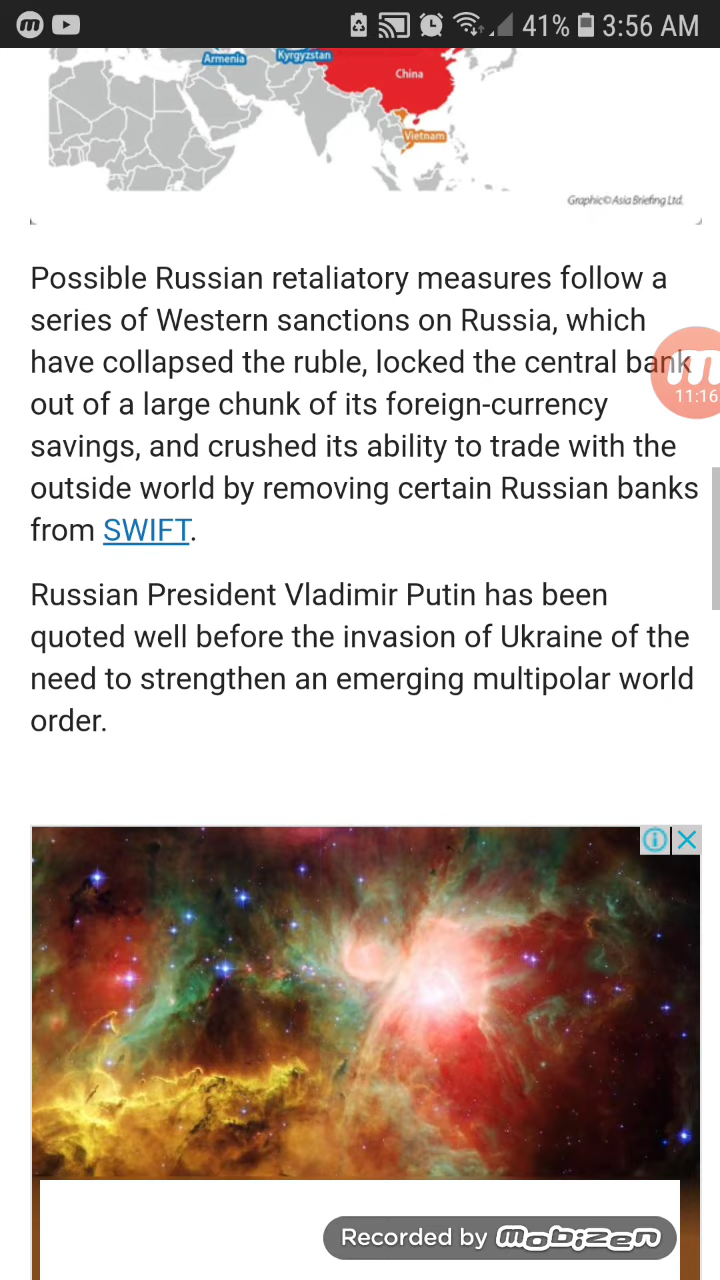 41% 3:56 AM
Armenia
Kyrgyzstan
China
Vietnam
Graphic© Asia Briefing Ltd.
Possible Russian retaliatory measures follow a
series of Western sanctions on Russia, which
have collapsed the ruble, locked the central bank
out of a large chunk of its foreign-currency
savings, and crushed its ability to trade with the
outside world by removing certain Russian banks
from SWIFT.
11:16
Russian President Vladimir Putin has been
quoted well before the invasion of Ukraine of the
need to strengthen an emerging multipolar world
order.
Recorded by mobizen